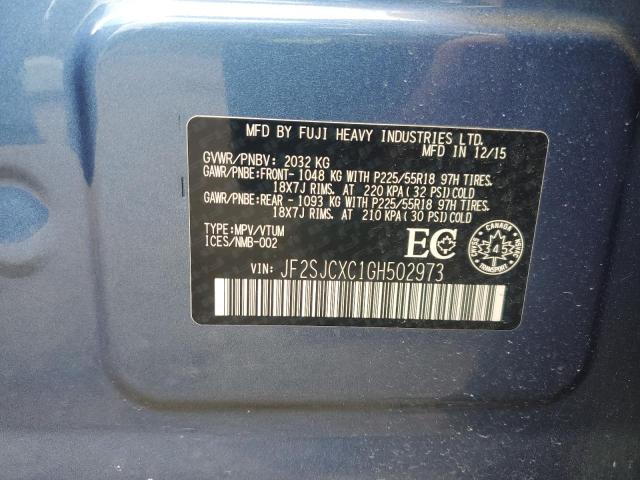 MFD BY FUJI HEAVY INDUSTRIES LTD.
MFD IN 12/15
GVWR/PNBV: 2032 KG
GAWR/PNBE:FRONT- 1048 KG WITH P225/55R18 97H TIRES.
18X7J RIMS. AT 220 KPA (32 PSI) COLD
GAWR/PNBE:REAR - 1093 KG WITH P225/55R18 97H TIRES.
18X7J RIMS. AT 210 KPA (30 PSI) COLD
TYPE:MPV/VTUM
ICES/NMB-002
EC
CANADA
345
VIN: JF2SJCXC1GH502973